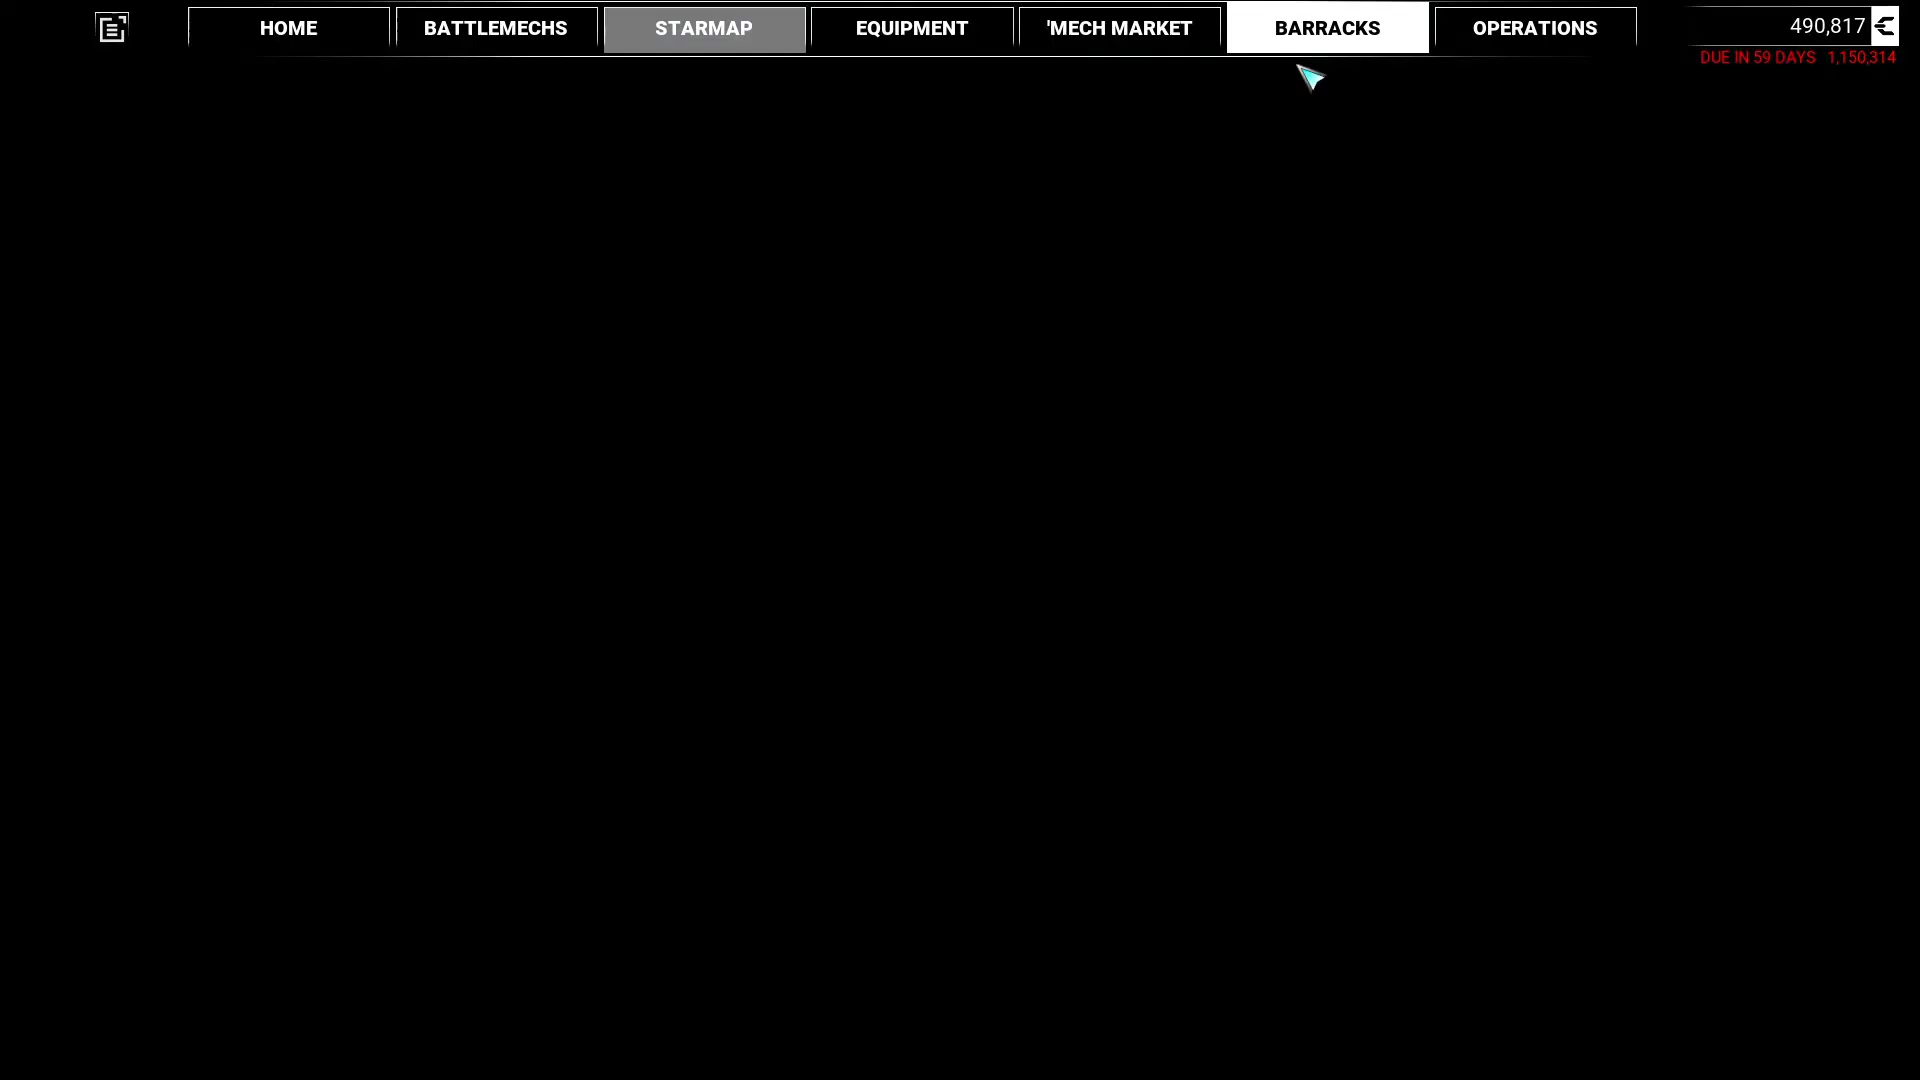 HOME
BATTLEMECHS
STARMAP
EQUIPMENT
'MECH MARKET
BARRACKS
OPERATIONS
490,817
DUE IN 59 DAYS 1,150,314